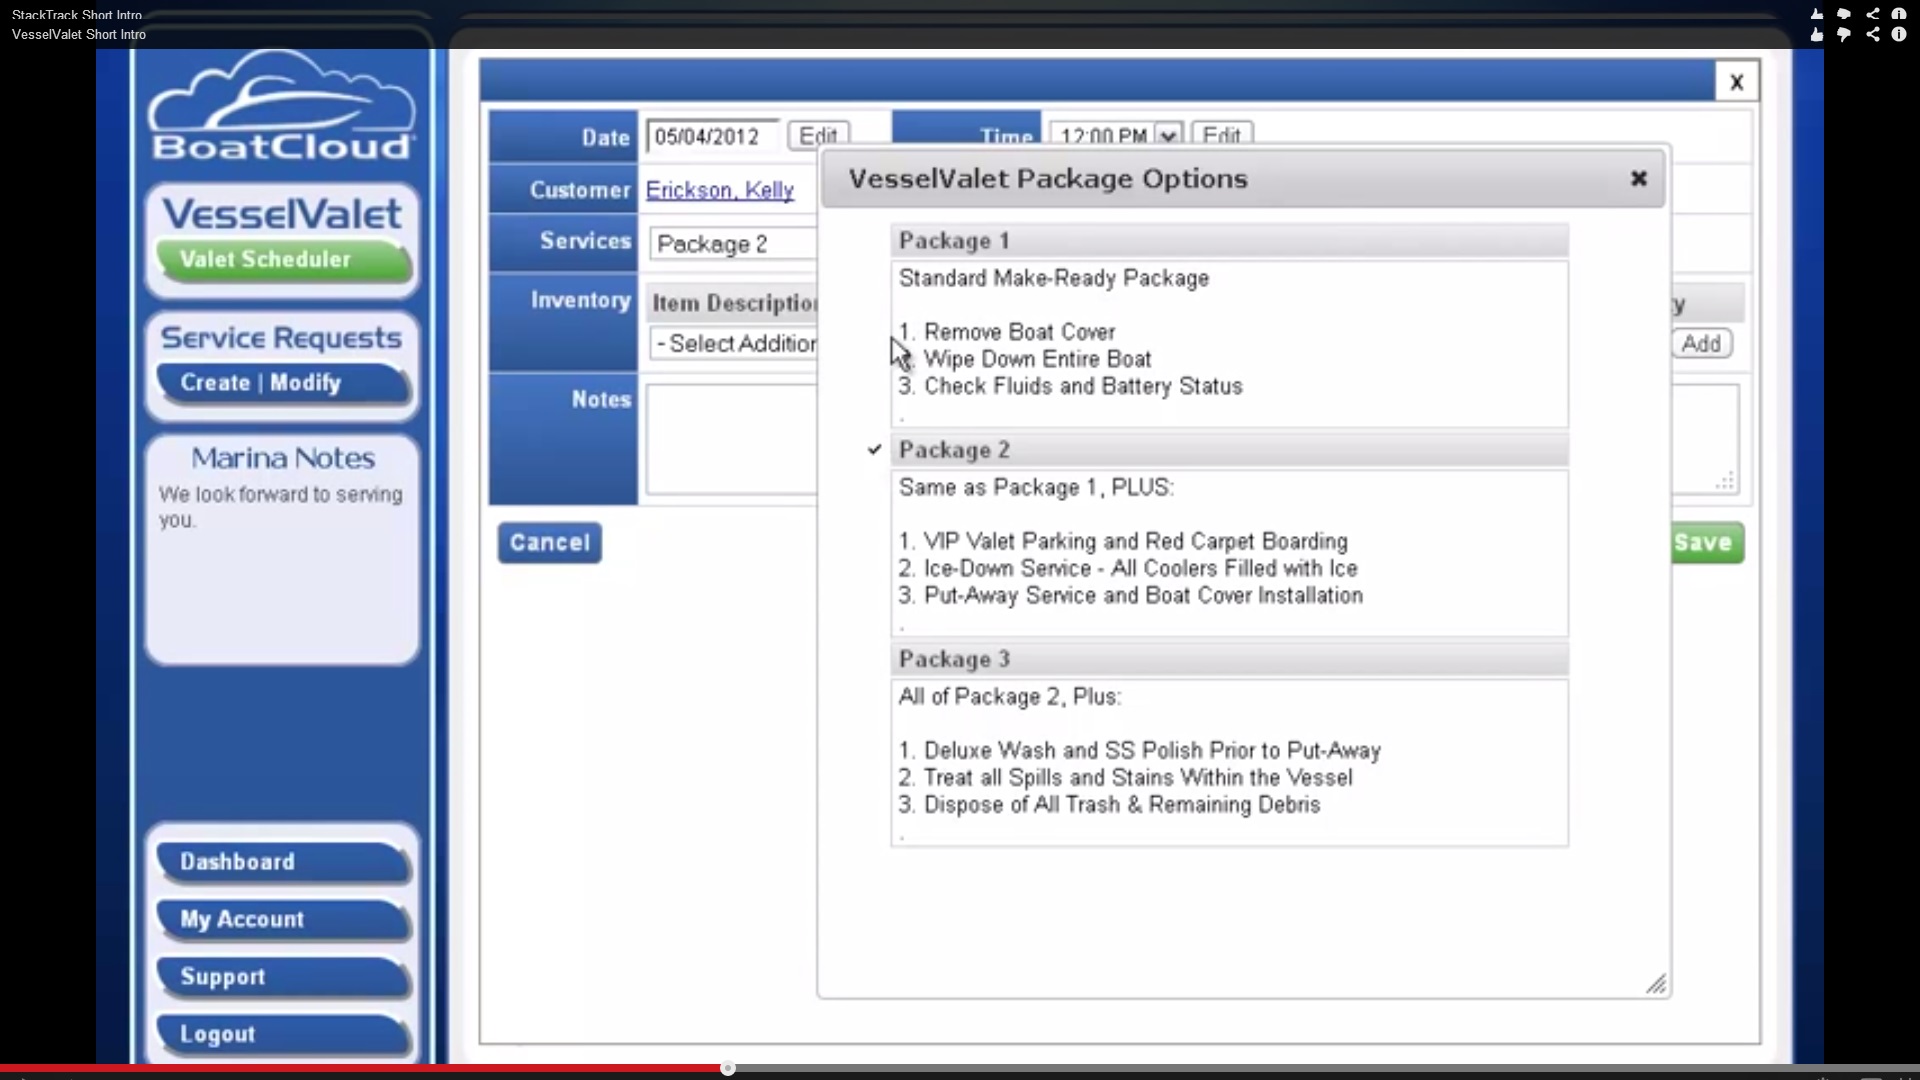 StackTrack Short Intro
VesselValet Short Intro
BoatCloud
VesselValet
Valet Scheduler
Service Requests
Create | Modify
Marina Notes
We look forward to serving
you.
Dashboard
My Account
Support
Logout
X
Date 05/04/2012 Edit Time 12:00 PM Edit
Customer Erickson, Kelly
Services Package 2
Inventory Item Description
- Select Addition
y
Add
Notes
Cancel
Save
VesselValet Package Options
Package 1
Standard Make-Ready Package
1. Remove Boat Cover
Wipe Down Entire Boat
3. Check Fluids and Battery Status
.
Package 2
Same as Package 1, PLUS:
1. VIP Valet Parking and Red Carpet Boarding
2. Ice-Down Service - All Coolers Filled with Ice
3. Put-Away Service and Boat Cover Installation
.
Package 3
All of Package 2, Plus:
1. Deluxe Wash and SS Polish Prior to Put-Away
2. Treat all Spills and Stains Within the Vessel
3. Dispose of All Trash & Remaining Debris
.